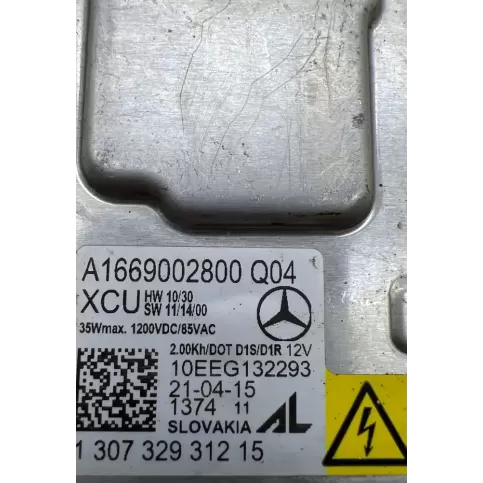 A1669002800 Q04
XCU HW 10/30
SW 11/14/00
35Wmax. 1200VDC/85VAC
2.00Kh/DOT D1S/D1R 12V
10EEG132293
21-04-15
1374 11
SLOVAKIA AL
1 307 329 312 15